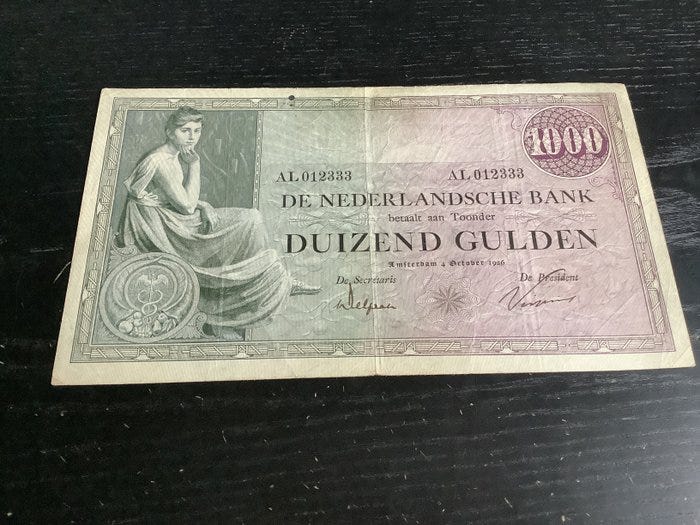 1000
AL 012333 AL 012333
DE NEDERLANDSCHE BANK
betaalt aan Toonder
DUIZEND GULDEN
Amsterdam 4 October 1926
De Secretaris De President